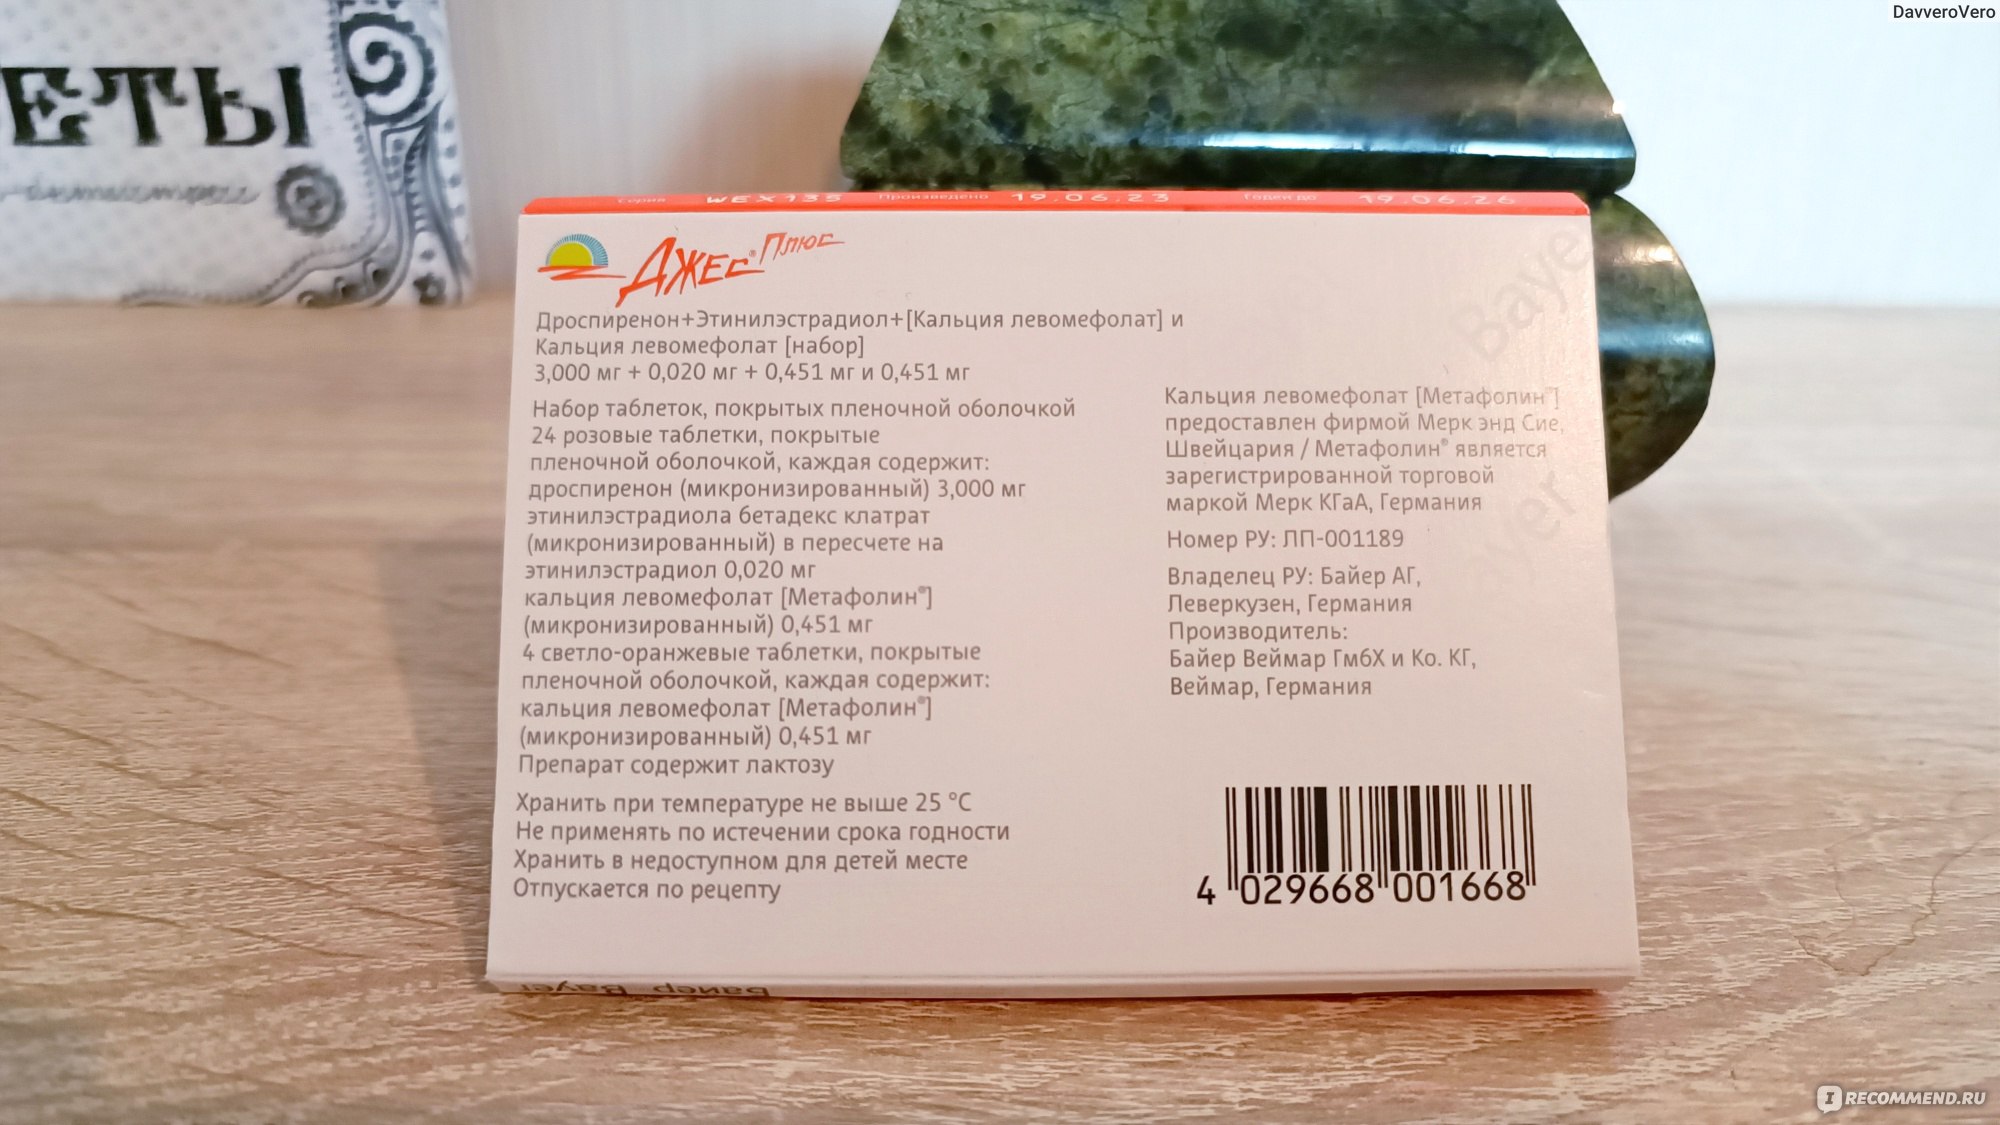 DavveroVero
ЕТЫ
Серия WEX135 Произведено 19.06.23 Годен до 19.06.26
Джес® Плюс
Дроспиренон+Этинилэстрадиол+[Кальция левомефолат] и
Кальция левомефолат [набор]
3,000 мг + 0,020 мг + 0,451 мг и 0,451 мг
Набор таблеток, покрытых пленочной оболочкой
24 розовые таблетки, покрытые
пленочной оболочкой, каждая содержит:
дроспиренон (микронизированный) 3,000 мг
этинилэстрадиола бетадекс клатрат
(микронизированный) в пересчете на
этинилэстрадиол 0,020 мг
кальция левомефолат [Метафолин®]
(микронизированный) 0,451 мг
4 светло-оранжевые таблетки, покрытые
пленочной оболочкой, каждая содержит:
кальция левомефолат [Метафолин®]
(микронизированный) 0,451 мг
Препарат содержит лактозу
Хранить при температуре не выше 25 °C
Не применять по истечении срока годности
Хранить в недоступном для детей месте
Отпускается по рецепту
Кальция левомефолат [Метафолин®]
предоставлен фирмой Мерк энд Сие,
Швейцария / Метафолин® является
зарегистрированной торговой
маркой Мерк КГаА, Германия
Номер РУ: ЛП-001189
Владелец РУ: Байер АГ,
Леверкузен, Германия
Производитель:
Байер Веймар ГмбХ и Ко. КГ,
Веймар, Германия
4 029668 001668
Bayer
ayer
Байер Bayer
IRECOMMEND.RU